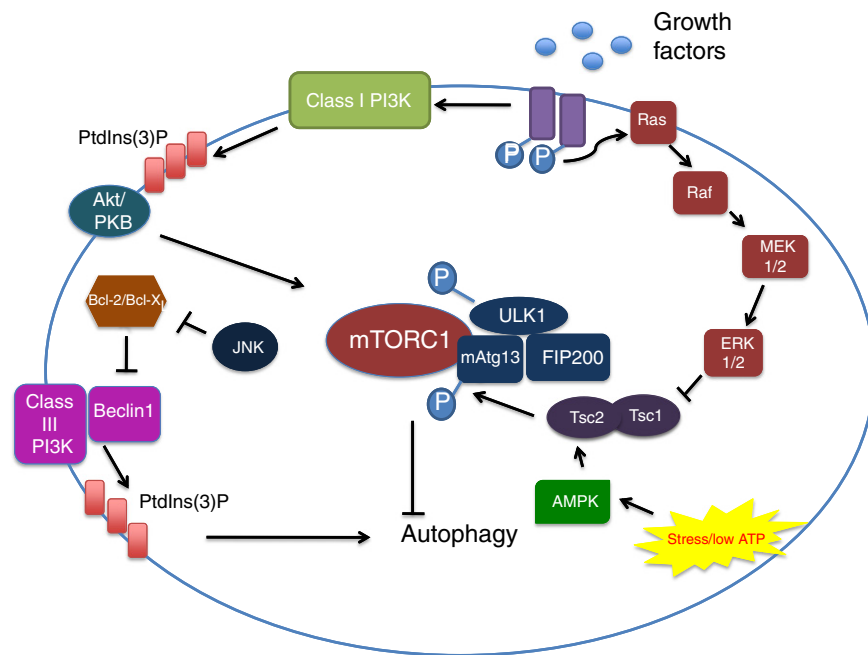 Growth
factors
Class I PI3K
Ras
PtdIns(3)P
P
P
Raf
Akt/
PKB
MEK
1/2
P
Bcl-2/Bcl-Xl
ULK1
JNK
mTORC1
mAtg13
FIP200
ERK
1/2
Class
III
PI3K
Beclin1
P
Tsc2
Tsc1
PtdIns(3)P
AMPK
Autophagy
Stress/low ATP